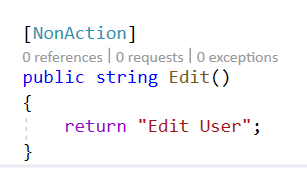 [NonAction]
0 references | 0 requests | 0 exceptions
public string Edit()
{
    return "Edit User";
}